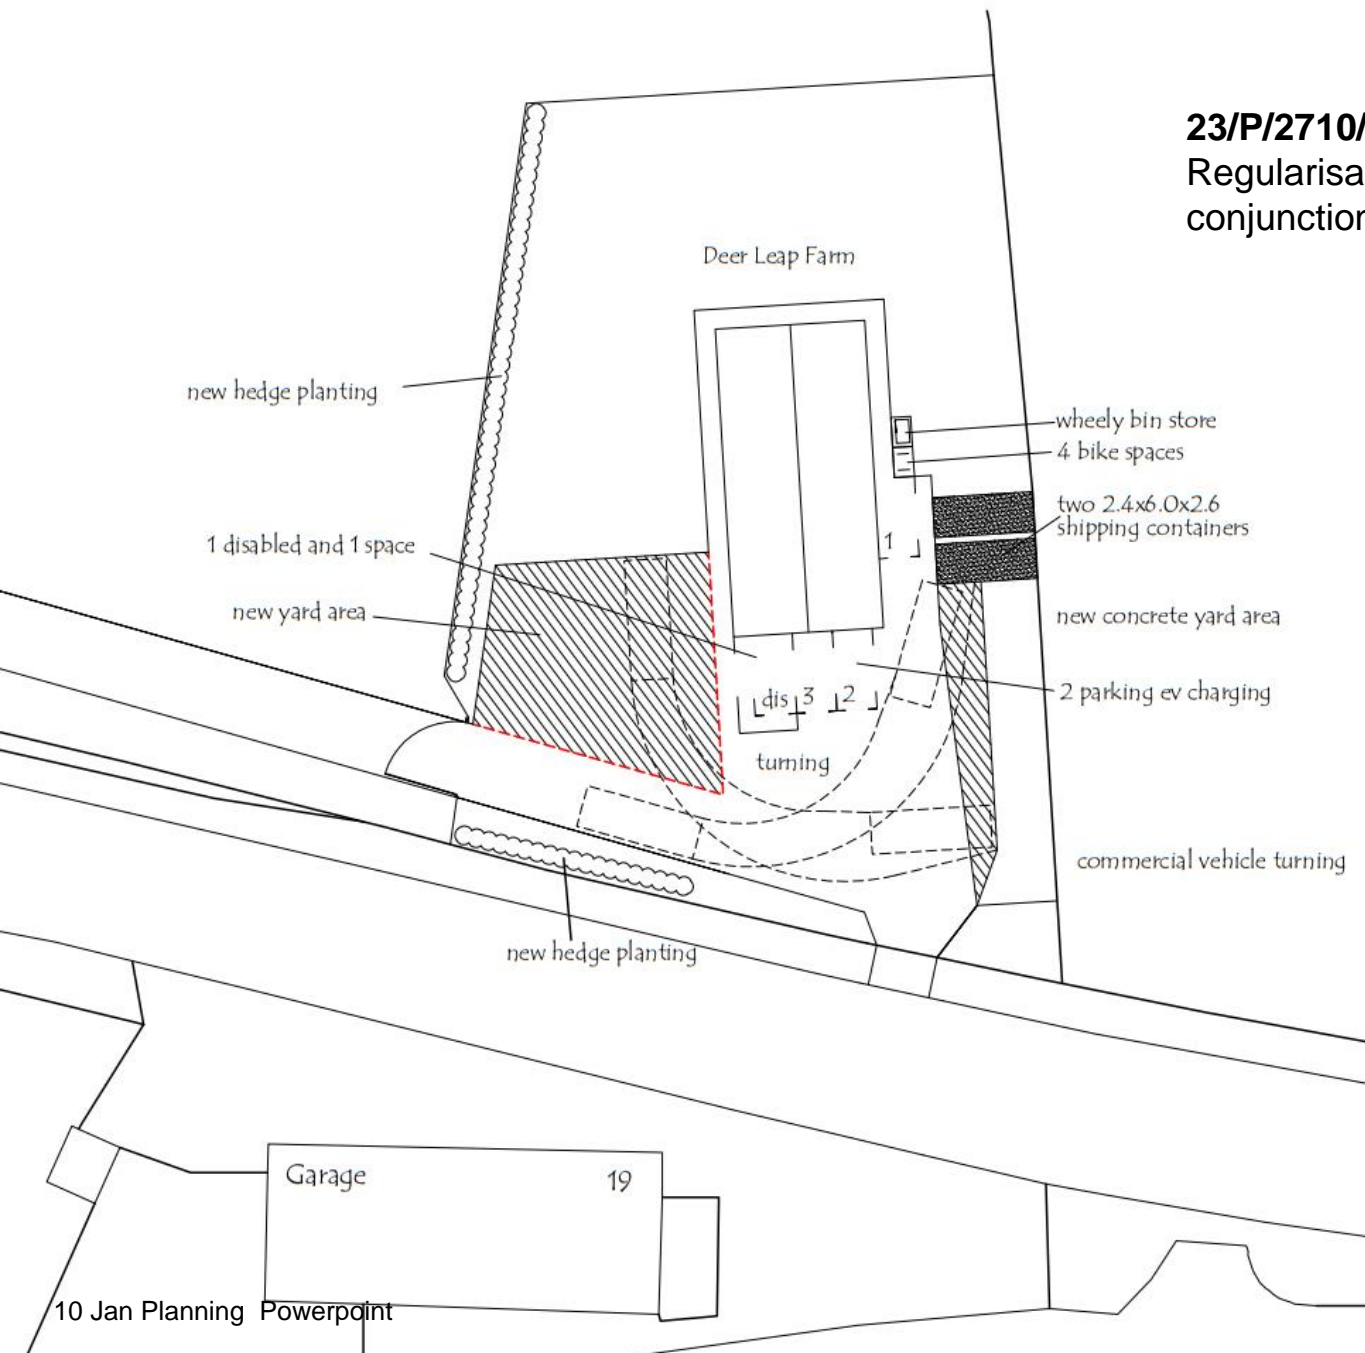 23/P/2710/
Regularisa
conjunction
Deer Leap Farm
new hedge planting
wheely bin store
4 bike spaces
two 2.4x6.0x2.6
shipping containers
1 disabled and 1 space
1
new yard area
new concrete yard area
2 parking ev charging
dis 3 2
turning
commercial vehicle turning
new hedge planting
Garage 19
10 Jan Planning Powerpoint